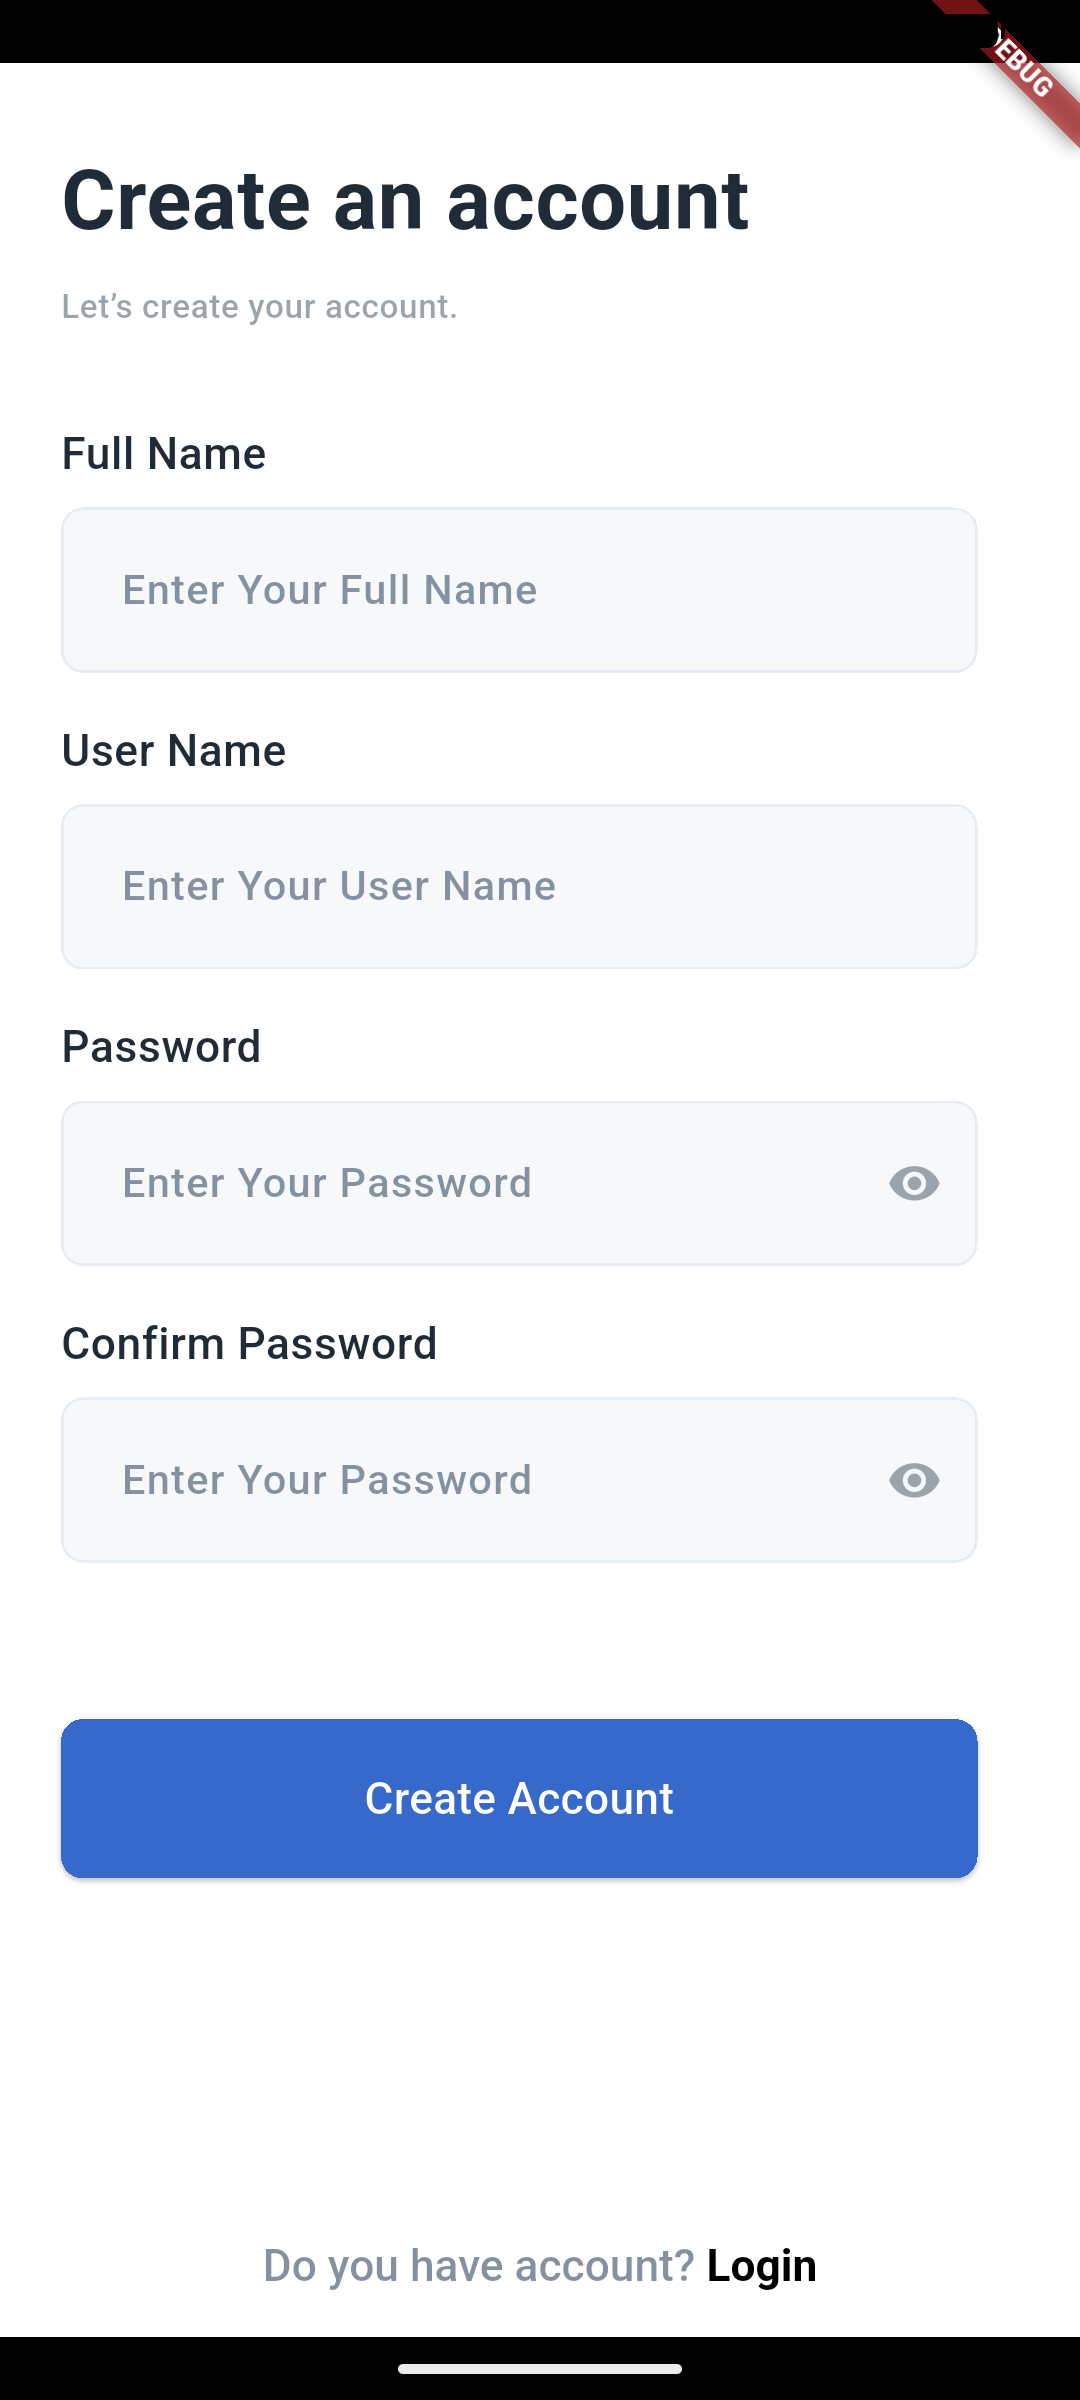 Create an account
Let’s create your account.
Full Name
Enter Your Full Name
User Name
Enter Your User Name
Password
Enter Your Password
Confirm Password
Enter Your Password
Create Account
Do you have account? Login